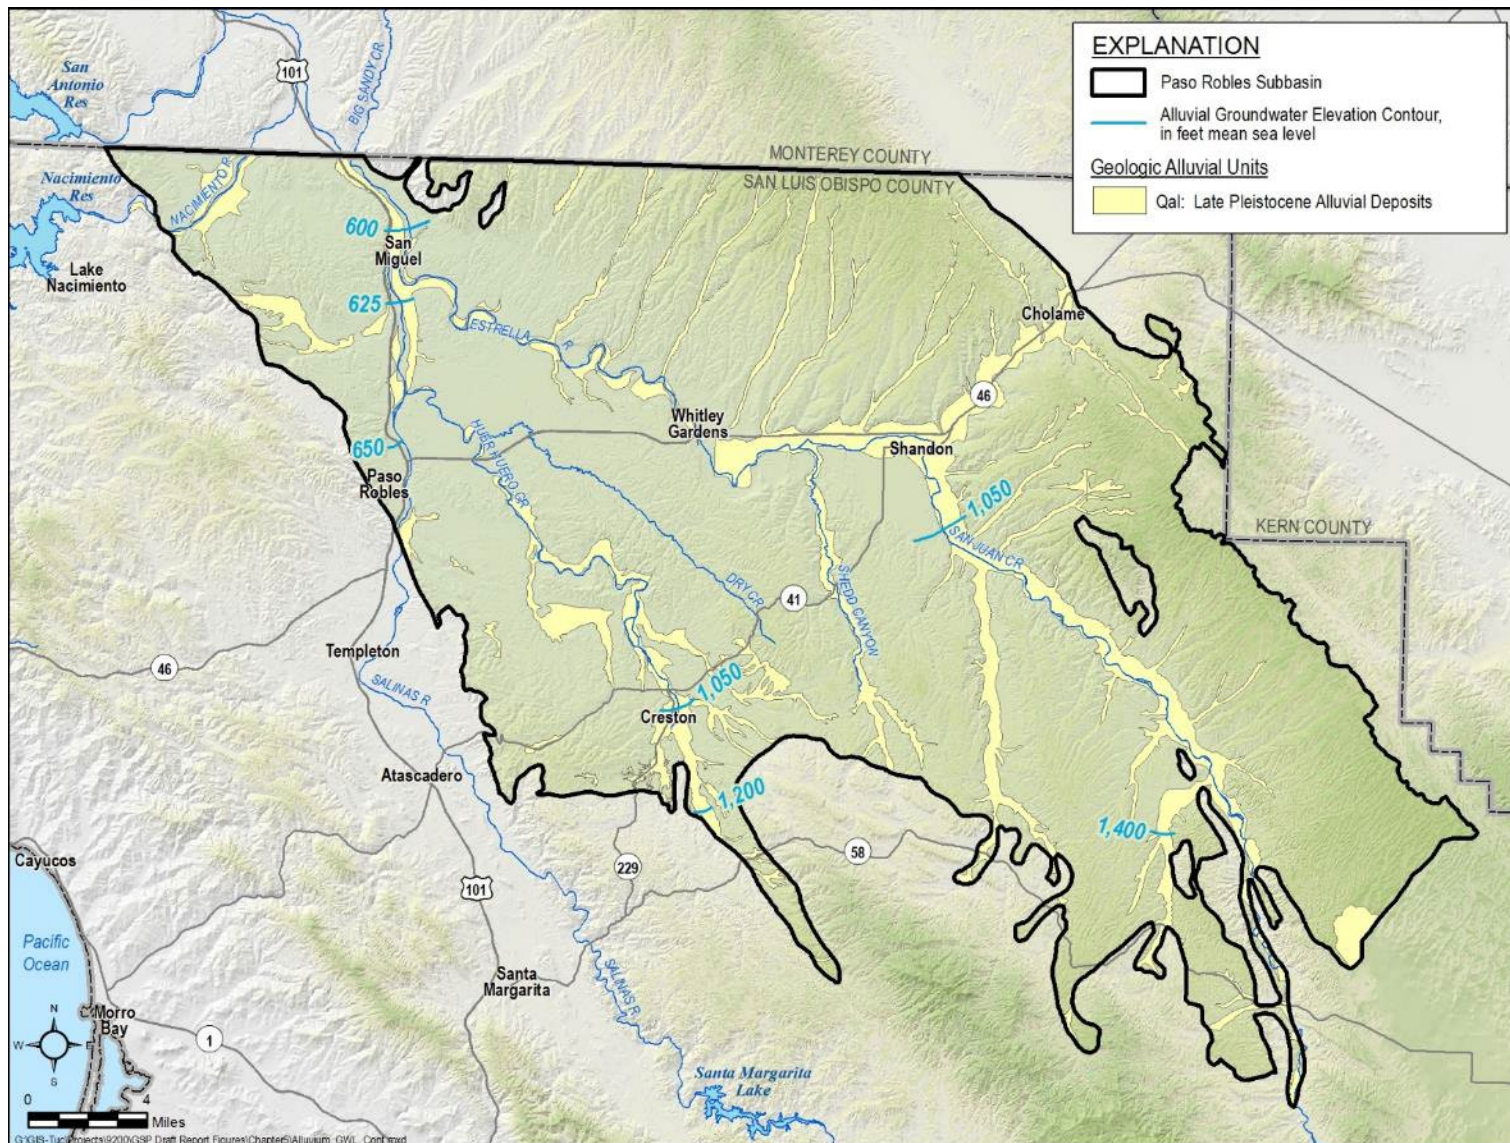 EXPLANATION
Paso Robles Subbasin
Alluvial Groundwater Elevation Contour,
in feet mean sea level
Geologic Alluvial Units
Qal: Late Pleistocene Alluvial Deposits
San
Antonio
Res
101
BIG SANDY CR
MONTEREY COUNTY
SAN LUIS OBISPO COUNTY
Nacimiento
Res
NACIMIENTO R
600
San
Miguel
Lake
Nacimiento
625
ESTRELLA
R
Cholame
46
Whitley
Gardens
Shandon
650
Paso
Robles
HUER HUERO CR
1,050
SAN JUAN CR
KERN COUNTY
DRY CR
41
SHEDD CANYON
Templeton
46
SALINAS R
1,050
Creston
Atascadero
1,200
1,400
58
229
101
Cayucos
Pacific
Ocean
Santa
Margarita
SALINAS R
N
W
E
S
Morro
Bay
1
Santa Margarita
Lake
0
4
Miles